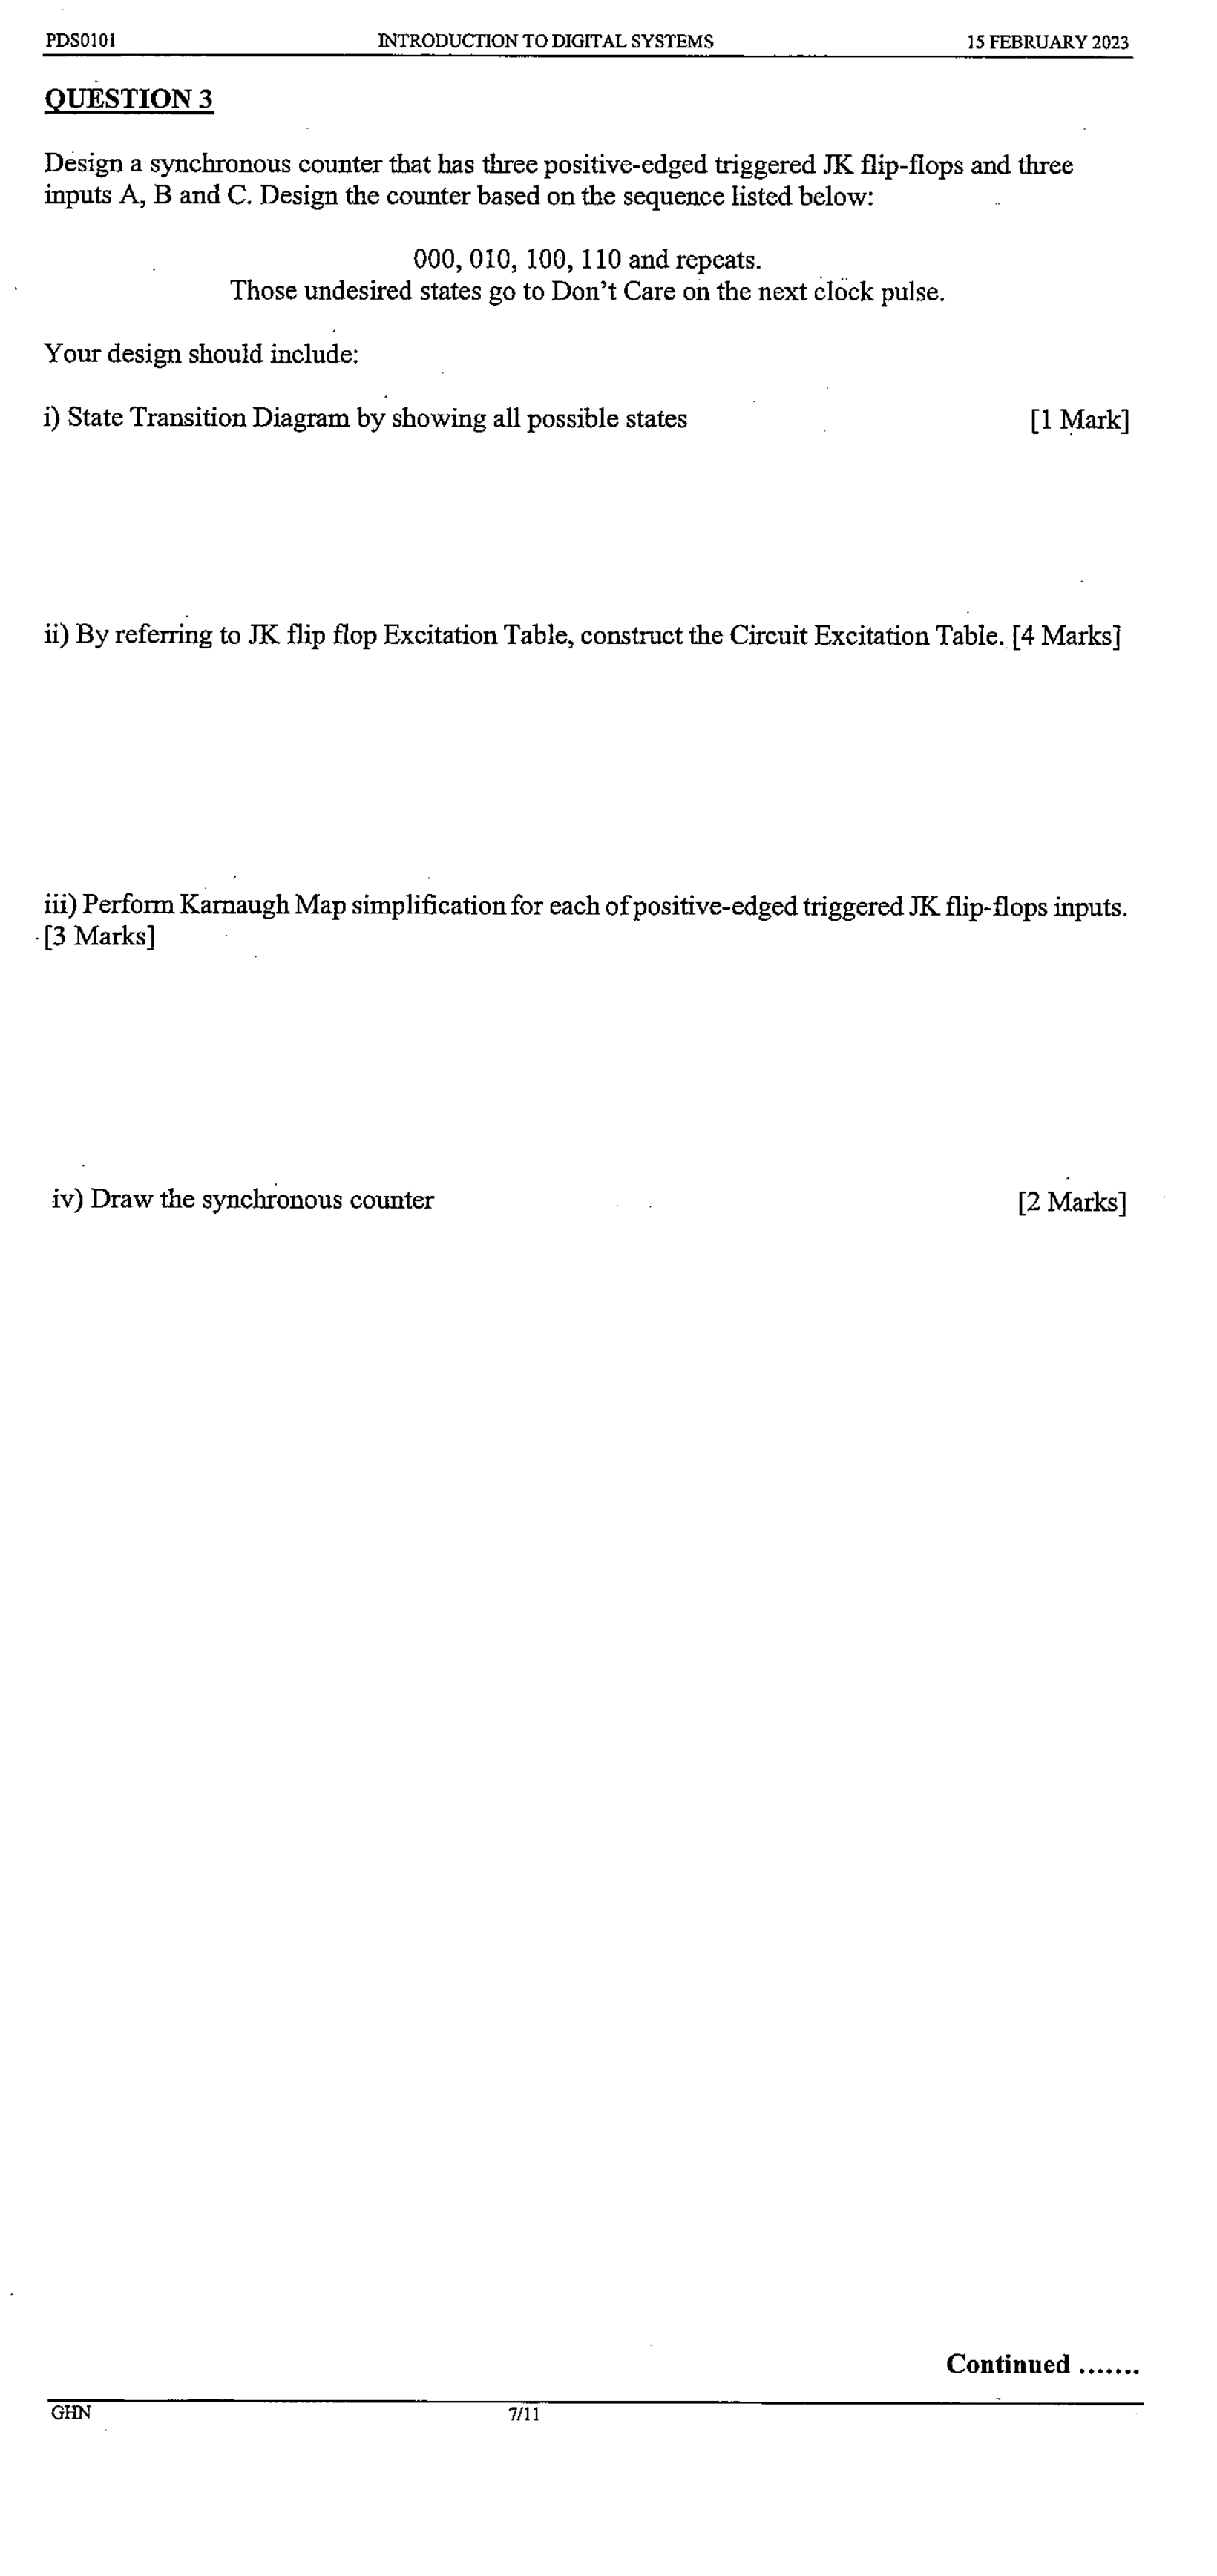 PDS0101 INTRODUCTION TO DIGITAL SYSTEMS 15 FEBRUARY 2023
QUESTION 3
Design a synchronous counter that has three positive-edged triggered JK flip-flops and three
inputs A, B and C. Design the counter based on the sequence listed below:
000, 010, 100, 110 and repeats.
Those undesired states go to Don't Care on the next clock pulse.
Your design should include:
i) State Transition Diagram by showing all possible states [1 Mark]
ii) By referring to JK flip flop Excitation Table, construct the Circuit Excitation Table. [4 Marks]
iii) Perform Karnaugh Map simplification for each of positive-edged triggered JK flip-flops inputs.
[3 Marks]
iv) Draw the synchronous counter [2 Marks]
Continued .......
GHN 7/11